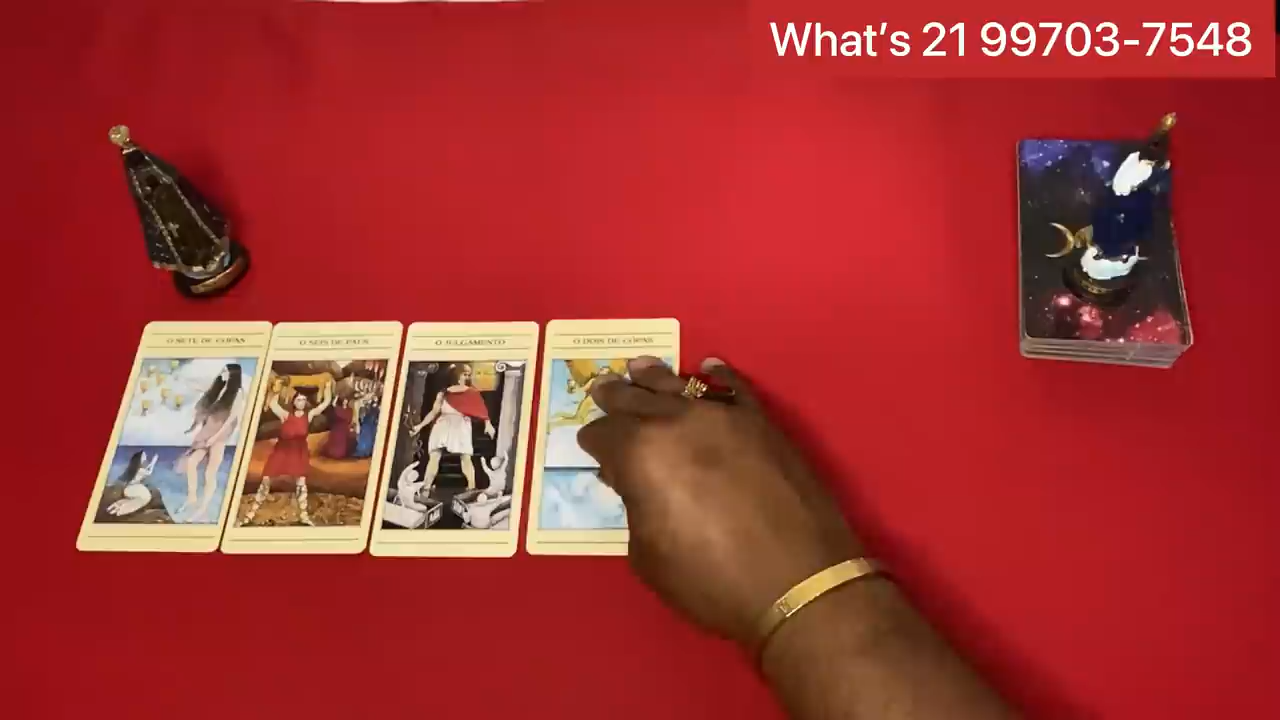 What's 21 99703-7548
O SETE DE COPAS
O SEIS DE PAUS
O JULGAMENTO
O DOIS DE COPAS